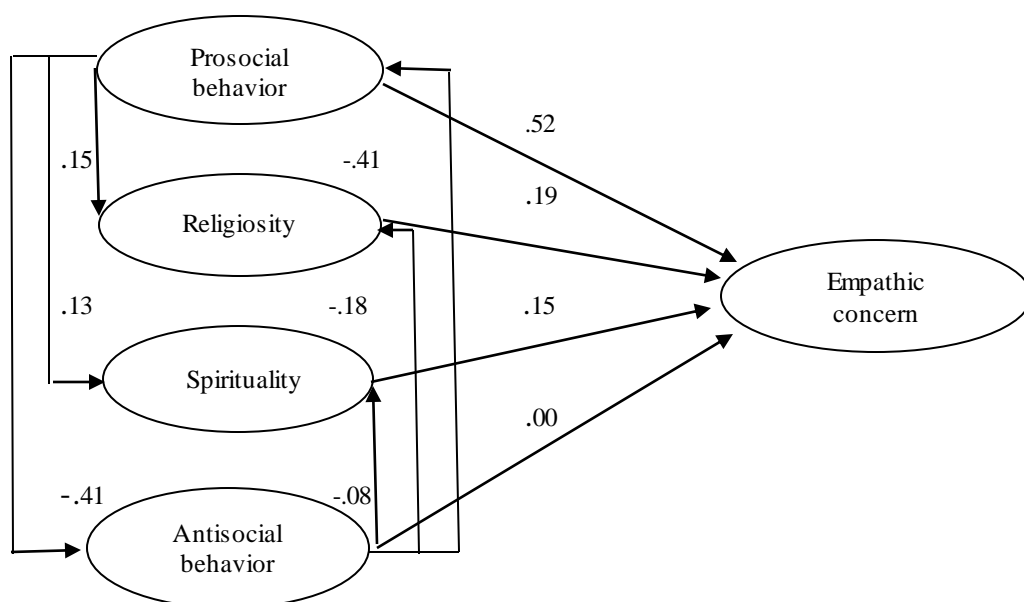 Prosocial
behavior
.52
.15
-.41
.19
Religiosity
Empathic
concern
.13
-.18
.15
Spirituality
.00
-.41
-.08
Antisocial
behavior